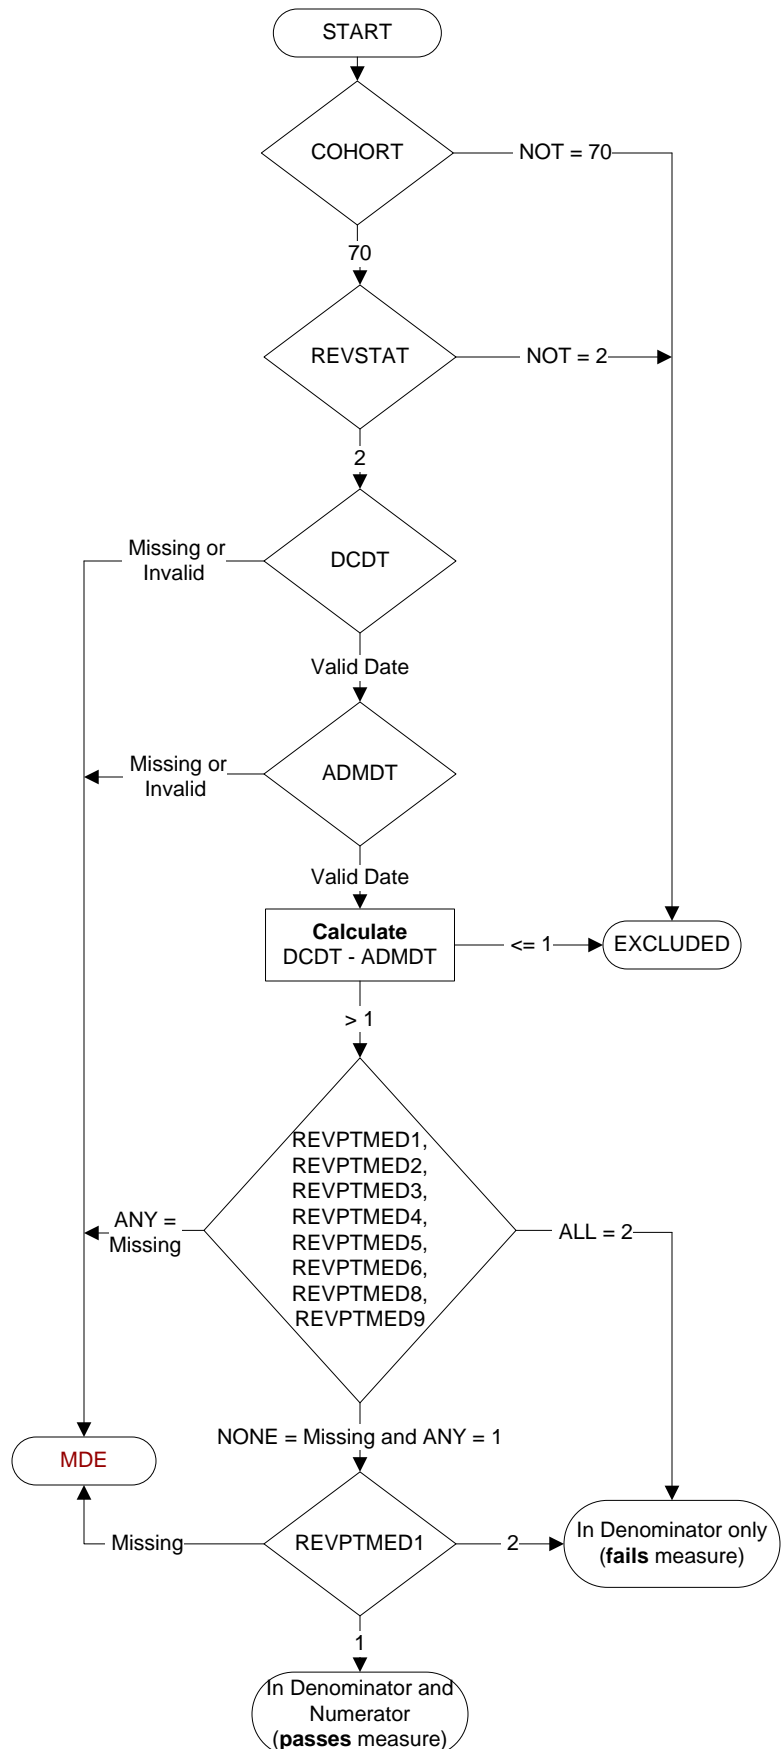 START
COHORT
NOT = 70
70
REVSTAT
NOT = 2
2
Missing or
Invalid
DCDT
Valid Date
Missing or
Invalid
ADMDT
Valid Date
Calculate
DCDT - ADMDT
<= 1
EXCLUDED
> 1
REVPTMED1,
REVPTMED2,
REVPTMED3,
REVPTMED4,
REVPTMED5,
REVPTMED6,
REVPTMED8,
REVPTMED9
ANY =
Missing
ALL = 2
NONE = Missing and ANY = 1
MDE
Missing
REVPTMED1
2
In Denominator only
(fails measure)
1
In Denominator and
Numerator
(passes measure)